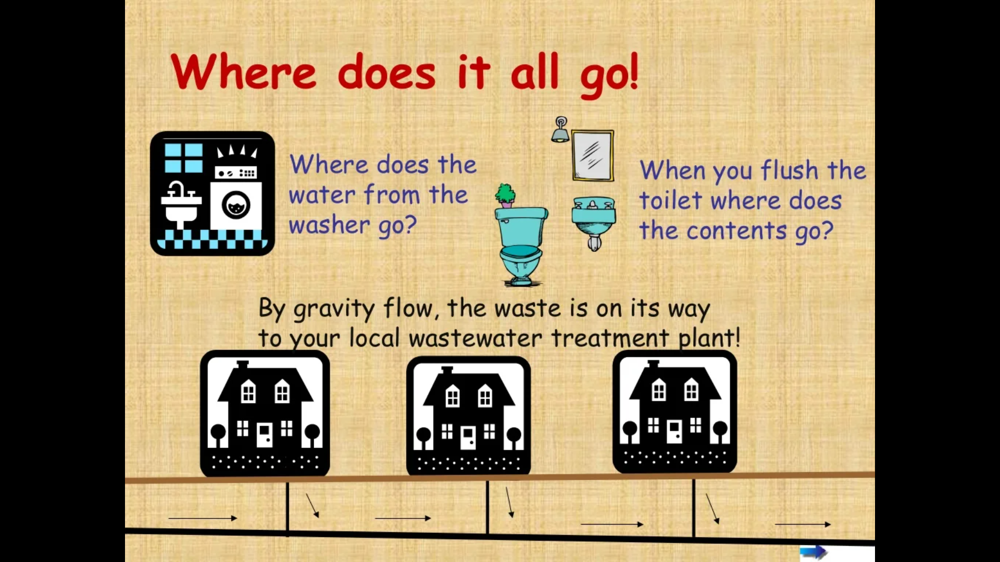 Where does it all go!
Where does the
water from the
washer go?
When you flush the
toilet where does
the contents go?
By gravity flow, the waste is on its way
to your local wastewater treatment plant!